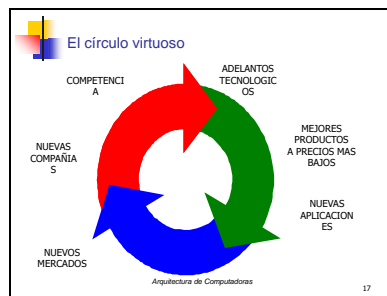 El círculo virtuoso
COMPETENCI
A
ADELANTOS
TECNOLOGIC
OS
MEJORES
PRODUCTOS
A PRECIOS MAS
BAJOS
NUEVAS
COMPAÑIA
S
NUEVAS
APLICACION
ES
NUEVOS
MERCADOS
Arquitectura de Computadoras
17